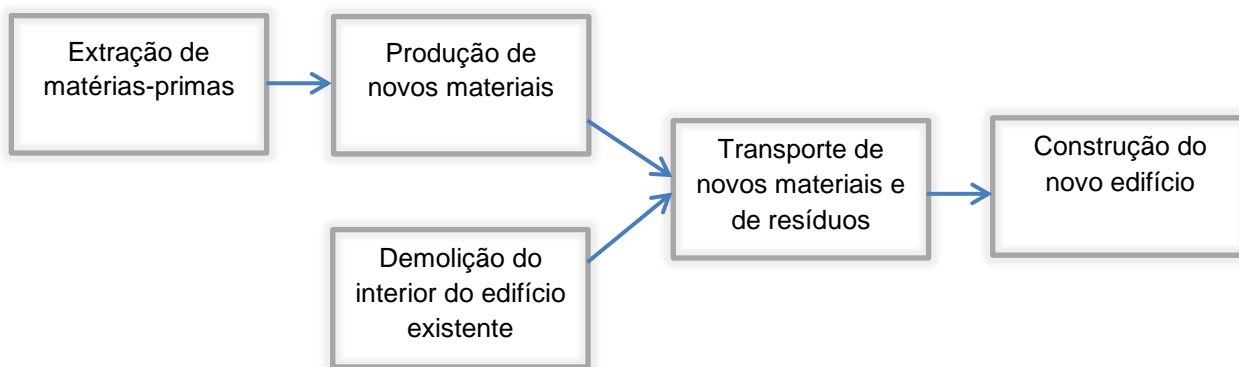 Extração de
matérias-primas
Produção de
novos materiais
Demolição do
interior do edifício
existente
Transporte de
novos materiais e
de resíduos
Construção do
novo edifício